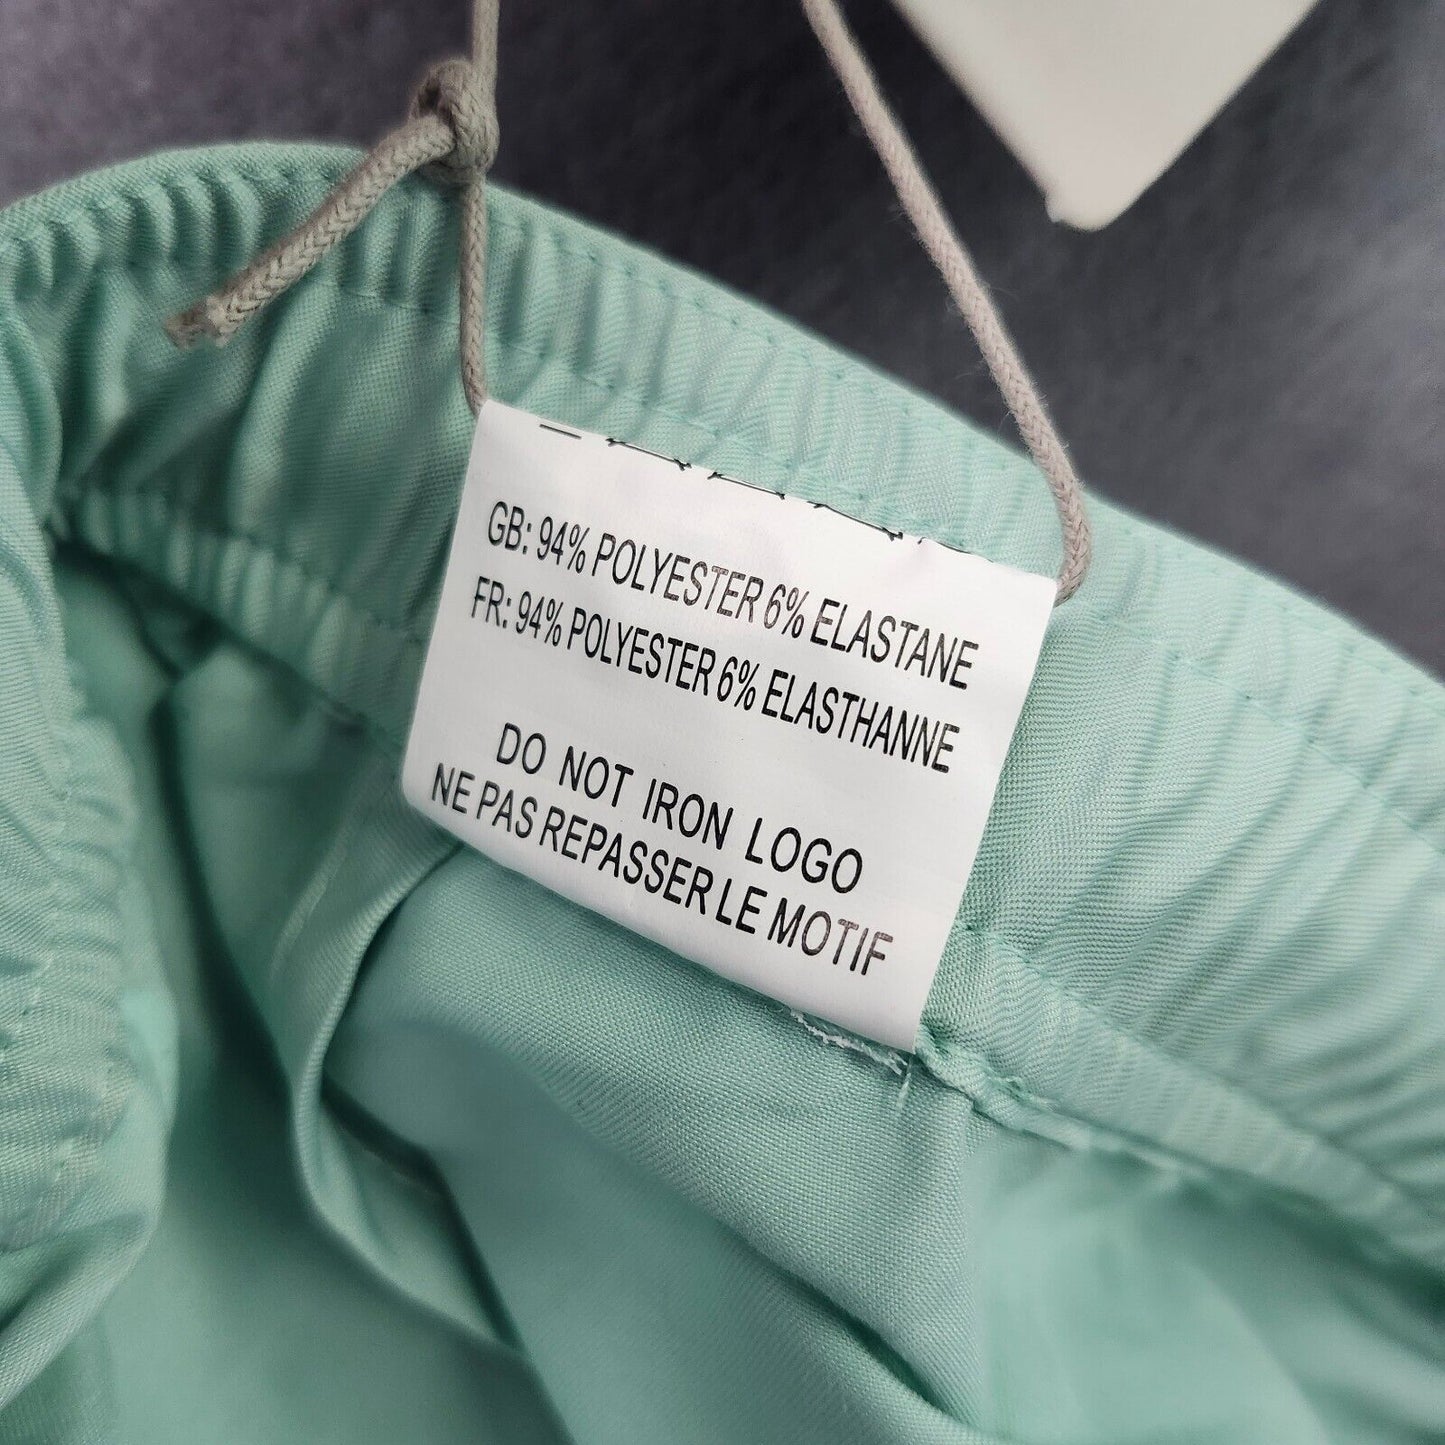 GB: 94% POLYESTER 6% ELASTANE
FR: 94% POLYESTER 6% ELASTHANNE
DO NOT IRON LOGO
NE PAS REPASSER LE MOTIF